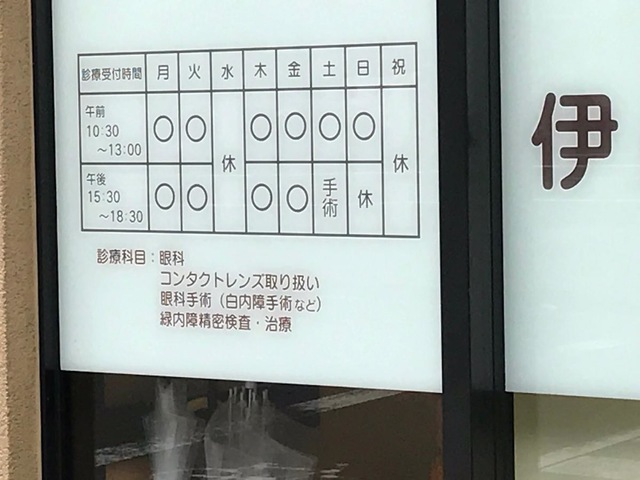 診療受付時間 月 火 水 木 金 土 日 祝
午前 10:30 ～13:00 ○ ○ 休 ○ ○ ○ ○ 休
午後 15:30 ～18:30 ○ ○ ○ ○ 手術 休
診療科目：眼科
コンタクトレンズ取り扱い
眼科手術（白内障手術など）
緑内障精密検査・治療
伊